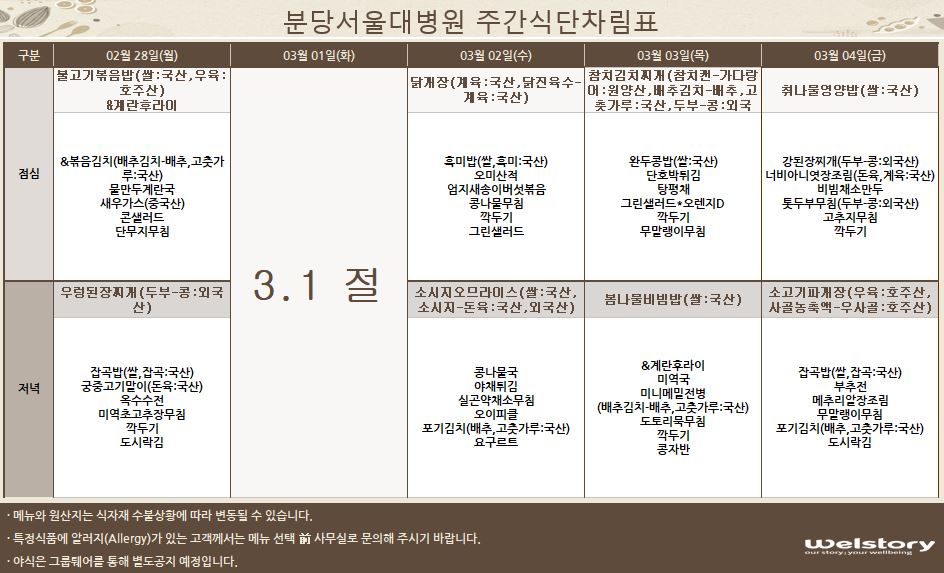 분당서울대병원 주간식단차림표
구분
02월 28일(월)
03월 01일(화)
03월 02일(수)
03월 03일(목)
03월 04일(금)
점심
불고기볶음밥(쌀:국산,우육:
호주산)
&계란후라이
&볶음김치(배추김치-배추,고춧가
루:국산)
물만두계란국
새우가스(중국산)
콘샐러드
단무지무침
3.1 절
닭개장(계육:국산,닭진육수-
계육:국산)
흑미밥(쌀,흑미:국산)
오미산적
엄지새송이버섯볶음
콩나물무침
깍두기
그린샐러드
참치김치찌개(참치캔-가다랑
어:원양산,배추김치-배추,고
춧가루:국산,두부-콩:외국
완두콩밥(쌀:국산)
단호박튀김
탕평채
그린샐러드*오렌지D
깍두기
무말랭이무침
취나물영양밥(쌀:국산)
강된장찌개(두부-콩:외국산)
너비아니엿장조림(돈육,계육:국산)
비빔채소만두
톳두부무침(두부-콩:외국산)
고추지무침
깍두기
저녁
우렁된장찌개(두부-콩:외국
산)
잡곡밥(쌀,잡곡:국산)
궁중고기말이(돈육:국산)
옥수수전
미역초고추장무침
깍두기
도시락김
소시지오므라이스(쌀:국산,
소시지-돈육:국산,외국산)
콩나물국
야채튀김
실곤약채소무침
오이피클
포기김치(배추,고춧가루:국산)
요구르트
봄나물비빔밥(쌀:국산)
&계란후라이
미역국
미니메밀전병
(배추김치-배추,고춧가루:국산)
도토리묵무침
깍두기
콩자반
소고기파개장(우육:호주산,
사골농축액-우사골:호주산)
잡곡밥(쌀,잡곡:국산)
부추전
메추리알장조림
무말랭이무침
포기김치(배추,고춧가루:국산)
도시락김
· 메뉴와 원산지는 식자재 수불상황에 따라 변동될 수 있습니다.
· 특정식품에 알러지(Allergy)가 있는 고객께서는 메뉴 선택 前 사무실로 문의해 주시기 바랍니다.
· 야식은 그룹퉤어를 통해 별도공지 예정입니다.
welstory
our story; your wellbeing